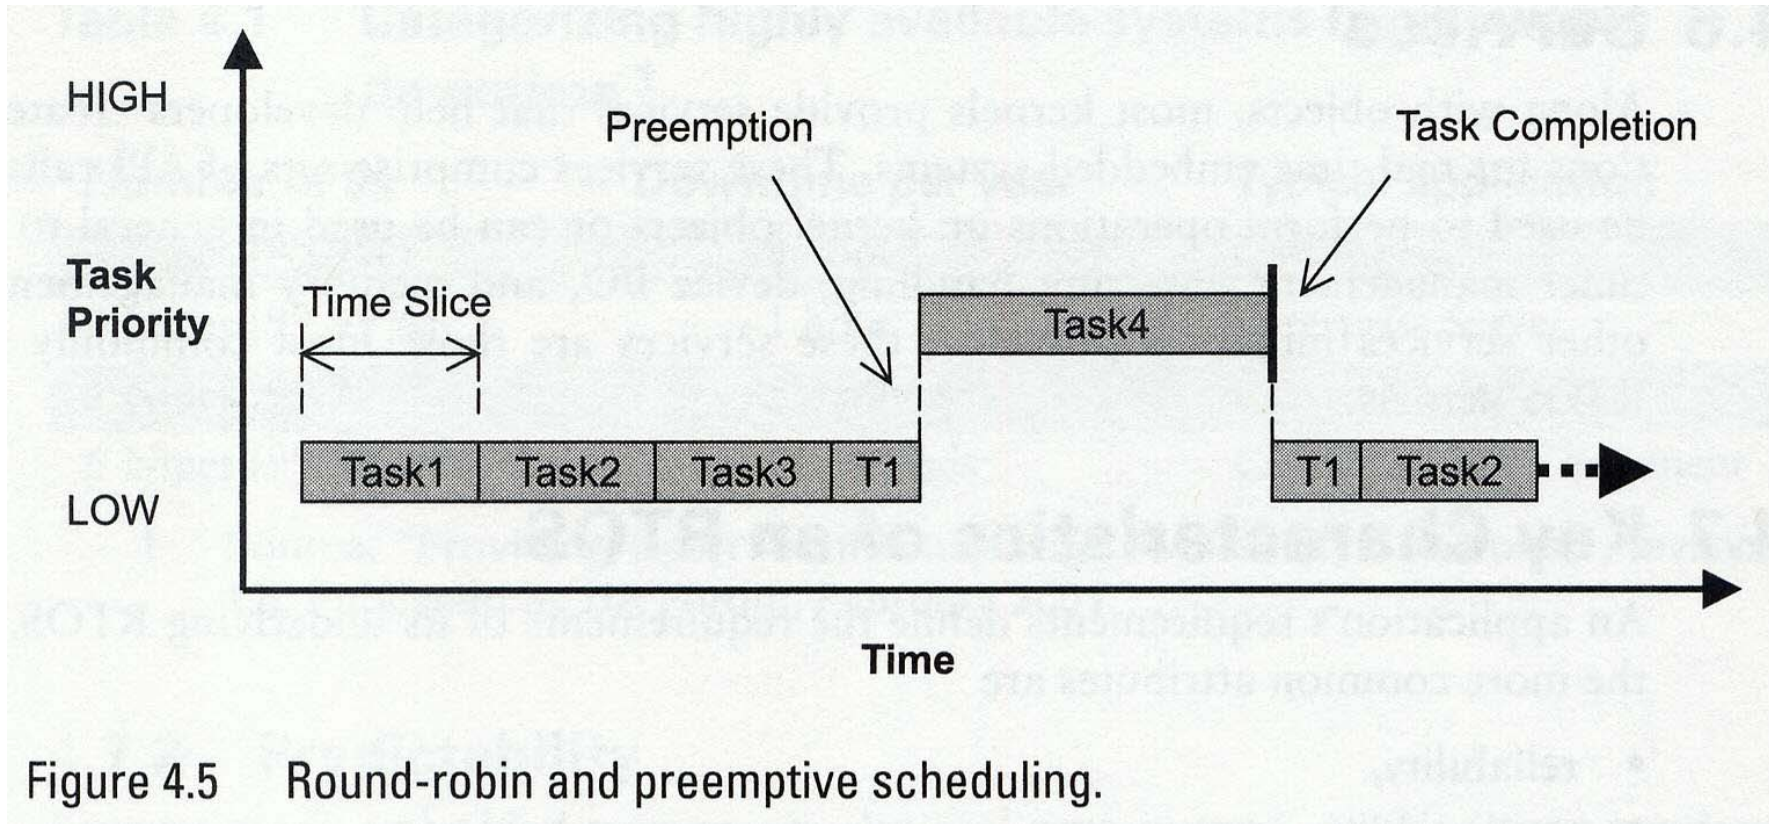 HIGH
Preemption
Task Completion
Task
Priority
Time Slice
Task4
Task1
Task2
Task3
T1
T1
Task2
LOW
Time
Figure 4.5 Round-robin and preemptive scheduling.